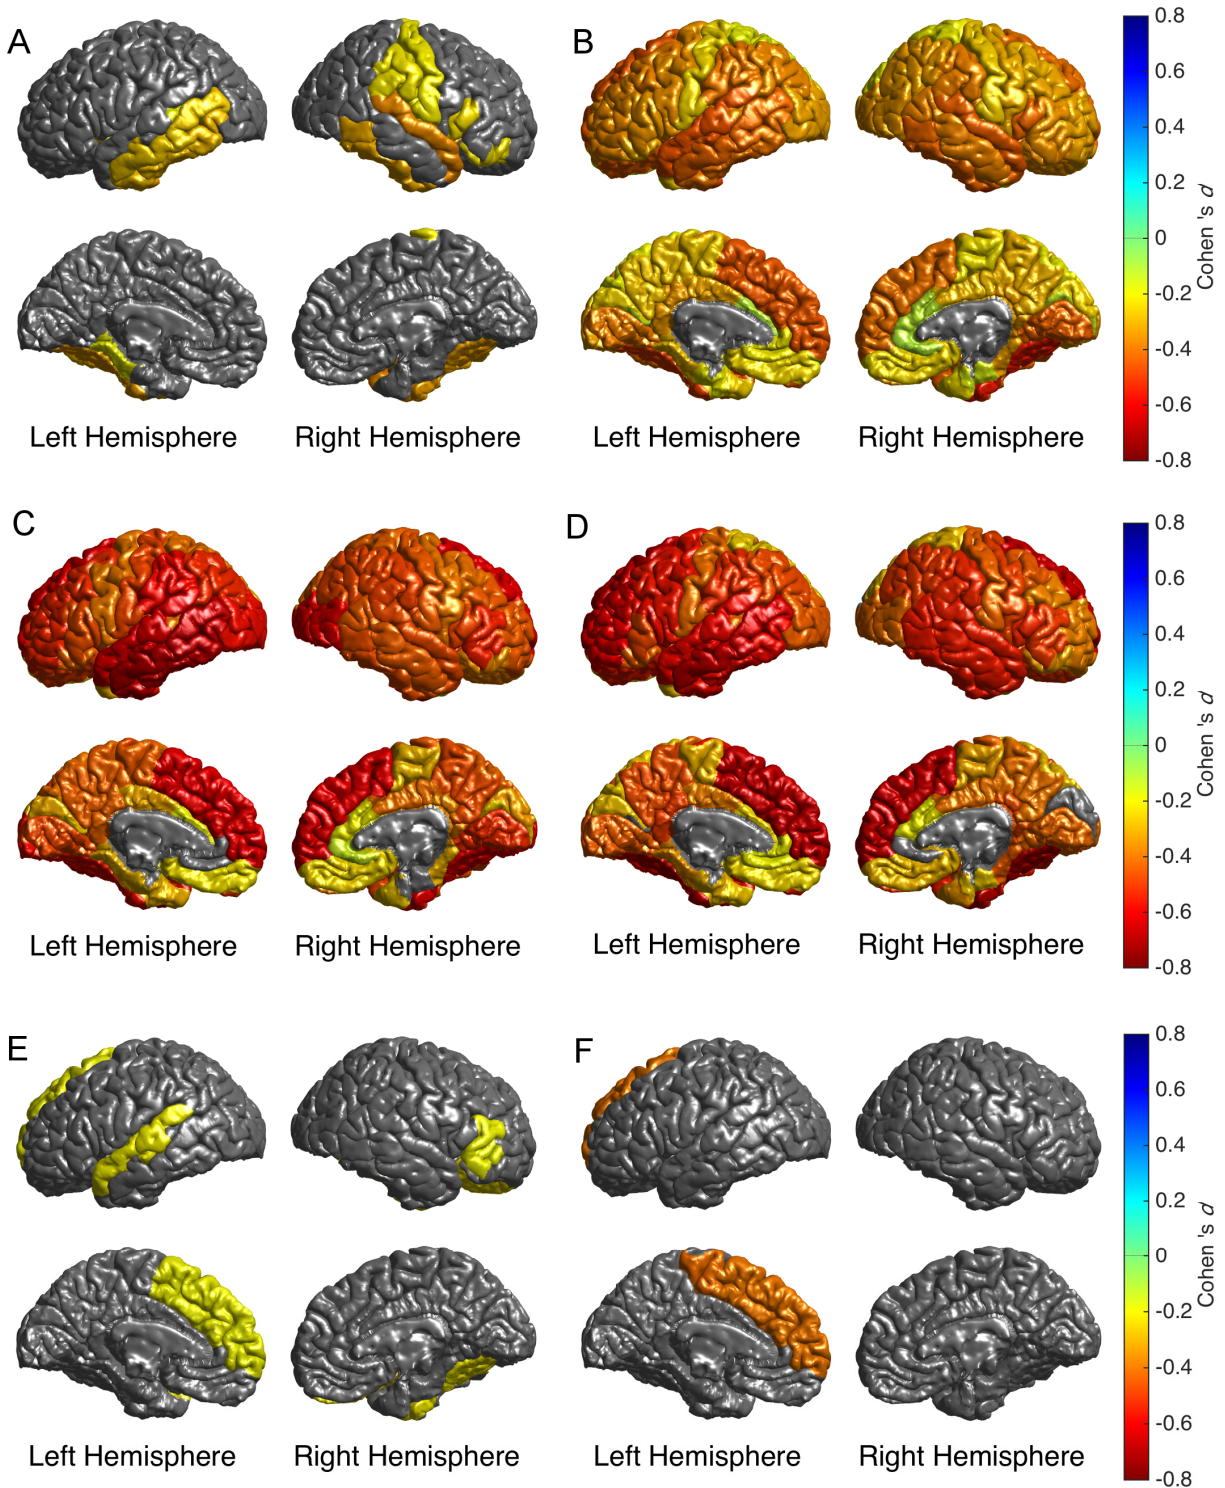 A
B
0.8
0.6
0.4
0.2
0
-0.2
-0.4
-0.6
-0.8
Cohen 's d
Left Hemisphere
Right Hemisphere
Left Hemisphere
Right Hemisphere
C
D
0.8
0.6
0.4
0.2
0
-0.2
-0.4
-0.6
-0.8
Cohen 's d
Left Hemisphere
Right Hemisphere
Left Hemisphere
Right Hemisphere
E
F
0.8
0.6
0.4
0.2
0
-0.2
-0.4
-0.6
-0.8
Cohen 's d
Left Hemisphere
Right Hemisphere
Left Hemisphere
Right Hemisphere